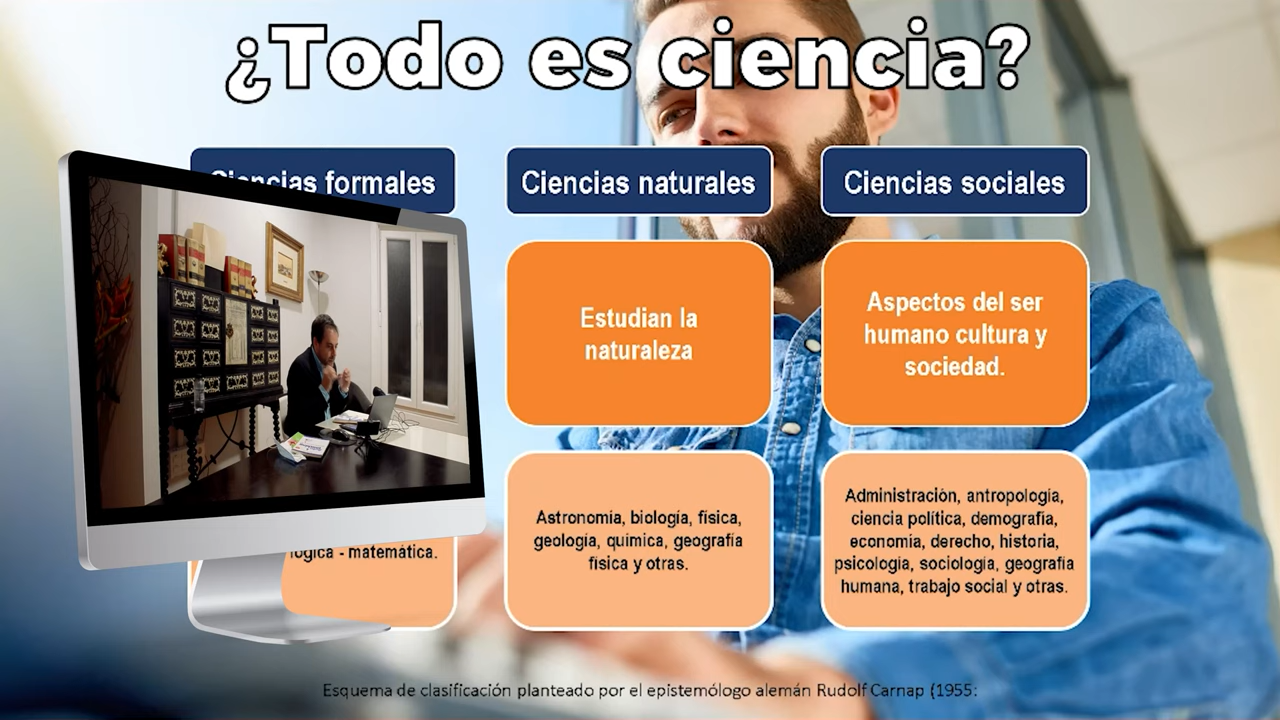 ¿Todo es ciencia?
Ciencias formales
Ciencias naturales
Ciencias sociales
Estudian la
naturaleza
Aspectos del ser
humano cultura y
sociedad.
lógica - matemática.
Astronomía, biología, física,
geología, química, geografía
física y otras.
Administración, antropología,
ciencia política, demografía,
economía, derecho, historia,
psicología, sociología, geografía
humana, trabajo social y otras.
Esquema de clasificación planteado por el epistemólogo alemán Rudolf Carnap (1955: